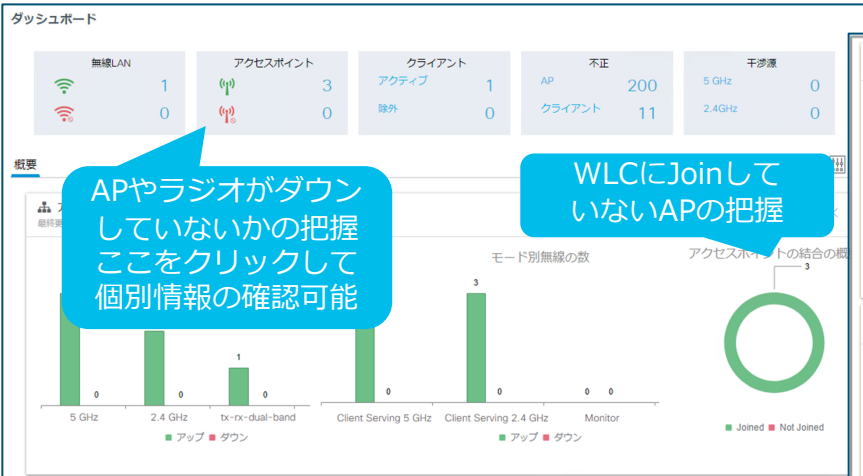 ダッシュボード
無線LAN
1
0
アクセスポイント
3
0
クライアント
アクティブ 1
除外 0
不正
AP 200
クライアント 11
干渉源
5 GHz 0
2.4GHz 0
概要
APやラジオがダウン
していないかの把握
ここをクリックして
個別情報の確認可能
WLCにJoinして
いないAPの把握
最終更
モード別無線の数
アクセスポイントの結合の概
3
3
1
0 0 0 0 0 0 0
5 GHz 2.4 GHz tx-rx-dual-band
Client Serving 5 GHz Client Serving 2.4 GHz Monitor
アップ ダウン
アップ ダウン
Joined Not Joined